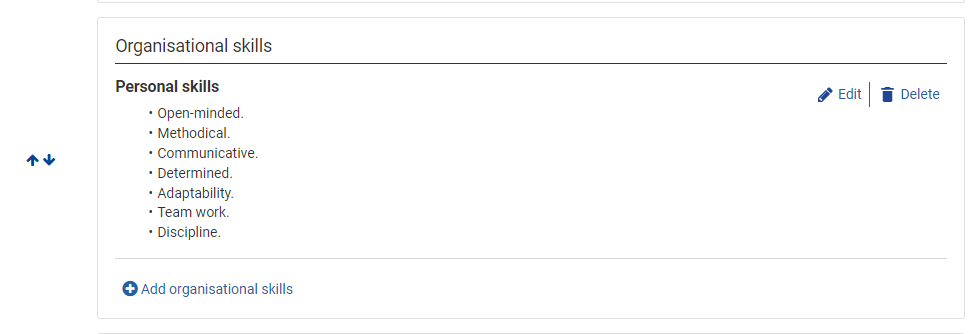 Organisational skills
Personal skills
Edit
Delete
• Open-minded.
• Methodical.
• Communicative.
• Determined.
• Adaptability.
• Team work.
• Discipline.
Add organisational skills